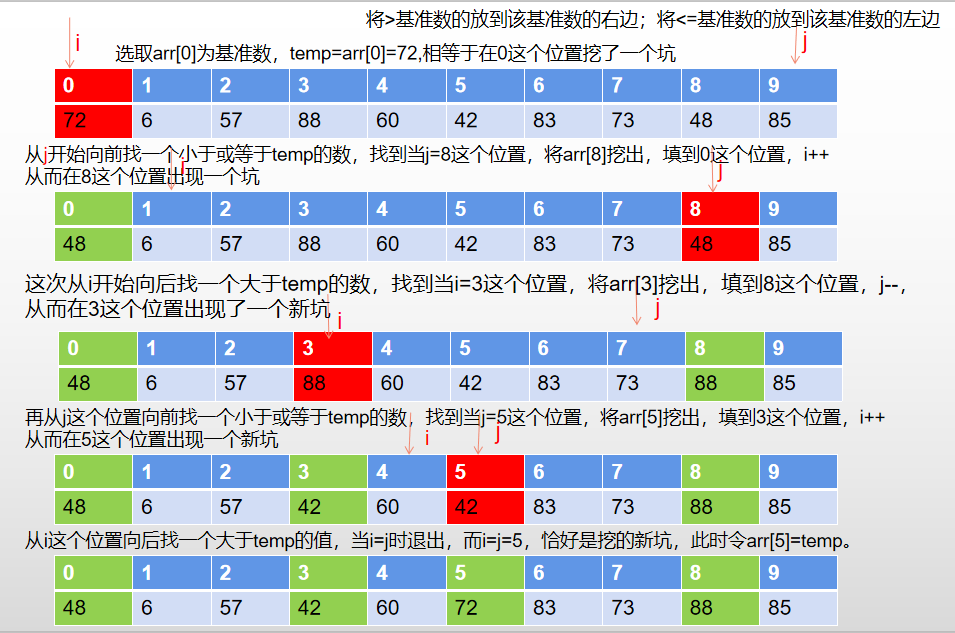 将>基准数的放到该基准数的右边；将<=基准数的放到该基准数的左边
i
j
选取arr[0]为基准数，temp=arr[0]=72,相等于在0这个位置挖了一个坑
0 1 2 3 4 5 6 7 8 9
72 6 57 88 60 42 83 73 48 85
从j开始向前找一个小于或等于temp的数，找到当j=8这个位置，将arr[8]挖出，填到0这个位置，i++
i
j
从而在8这个位置出现一个坑
0 1 2 3 4 5 6 7 8 9
48 6 57 88 60 42 83 73 48 85
这次从i开始向后找一个大于temp的数，找到当i=3这个位置，将arr[3]挖出，填到8这个位置，j--，
从而在3这个位置出现了一个新坑
i
j
0 1 2 3 4 5 6 7 8 9
48 6 57 88 60 42 83 73 88 85
再从j这个位置向前找一个小于或等于temp的数，找到当j=5这个位置，将arr[5]挖出，填到3这个位置，i++
从而在5这个位置出现一个新坑
i
j
0 1 2 3 4 5 6 7 8 9
48 6 57 42 60 42 83 73 88 85
从i这个位置向后找一个大于temp的值，当i=j时退出，而i=j=5，恰好是挖的新坑，此时令arr[5]=temp。
0 1 2 3 4 5 6 7 8 9
48 6 57 42 60 72 83 73 88 85